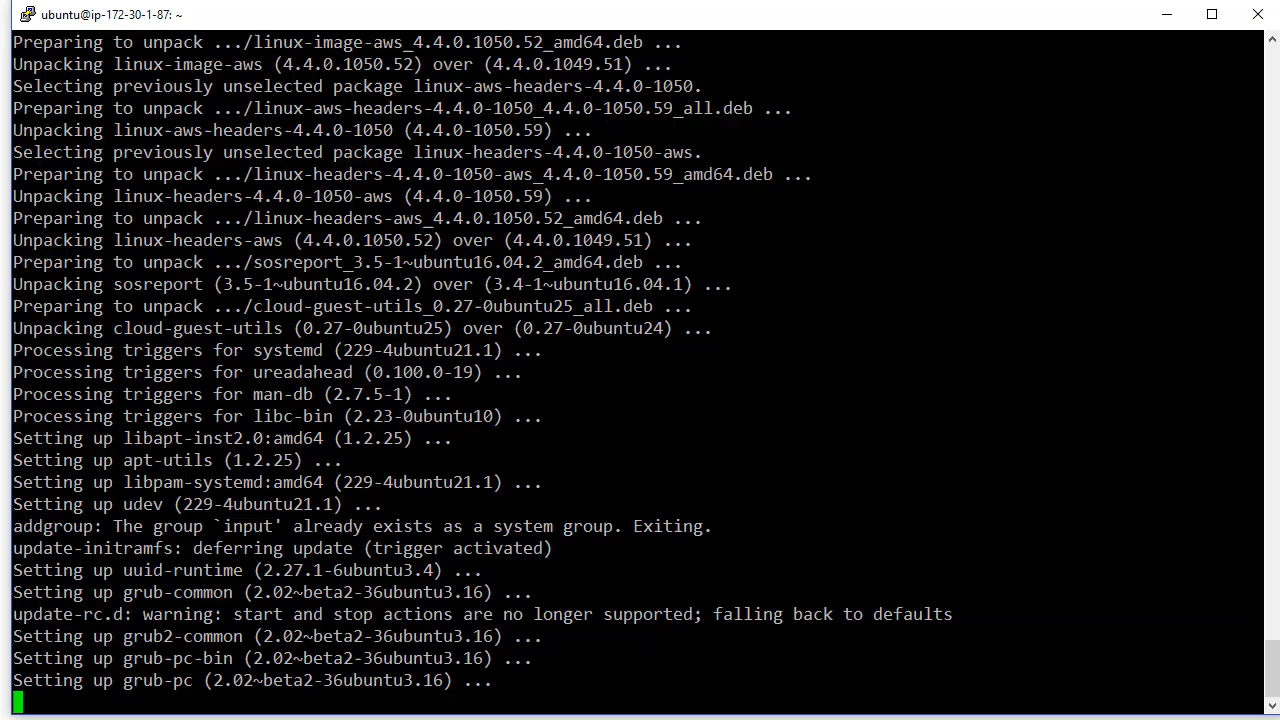 ubuntu@ip-172-30-1-87: ~
Preparing to unpack .../linux-image-aws_4.4.0.1050.52_amd64.deb ...
Unpacking linux-image-aws (4.4.0.1050.52) over (4.4.0.1049.51) ...
Selecting previously unselected package linux-aws-headers-4.4.0-1050.
Preparing to unpack .../linux-aws-headers-4.4.0-1050_4.4.0-1050.59_all.deb ...
Unpacking linux-aws-headers-4.4.0-1050 (4.4.0-1050.59) ...
Selecting previously unselected package linux-headers-4.4.0-1050-aws.
Preparing to unpack .../linux-headers-4.4.0-1050-aws_4.4.0-1050.59_amd64.deb ...
Unpacking linux-headers-4.4.0-1050-aws (4.4.0-1050.59) ...
Preparing to unpack .../linux-headers-aws_4.4.0.1050.52_amd64.deb ...
Unpacking linux-headers-aws (4.4.0.1050.52) over (4.4.0.1049.51) ...
Preparing to unpack .../sosreport_3.5-1~ubuntu16.04.2_amd64.deb ...
Unpacking sosreport (3.5-1~ubuntu16.04.2) over (3.4-1~ubuntu16.04.1) ...
Preparing to unpack .../cloud-guest-utils_0.27-0ubuntu25_all.deb ...
Unpacking cloud-guest-utils (0.27-0ubuntu25) over (0.27-0ubuntu24) ...
Processing triggers for systemd (229-4ubuntu21.1) ...
Processing triggers for ureadahead (0.100.0-19) ...
Processing triggers for man-db (2.7.5-1) ...
Processing triggers for libc-bin (2.23-0ubuntu10) ...
Setting up libapt-inst2.0:amd64 (1.2.25) ...
Setting up apt-utils (1.2.25) ...
Setting up libpam-systemd:amd64 (229-4ubuntu21.1) ...
Setting up udev (229-4ubuntu21.1) ...
addgroup: The group `input' already exists as a system group. Exiting.
update-initramfs: deferring update (trigger activated)
Setting up uuid-runtime (2.27.1-6ubuntu3.4) ...
Setting up grub-common (2.02~beta2-36ubuntu3.16) ...
update-rc.d: warning: start and stop actions are no longer supported; falling back to defaults
Setting up grub2-common (2.02~beta2-36ubuntu3.16) ...
Setting up grub-pc-bin (2.02~beta2-36ubuntu3.16) ...
Setting up grub-pc (2.02~beta2-36ubuntu3.16) ...